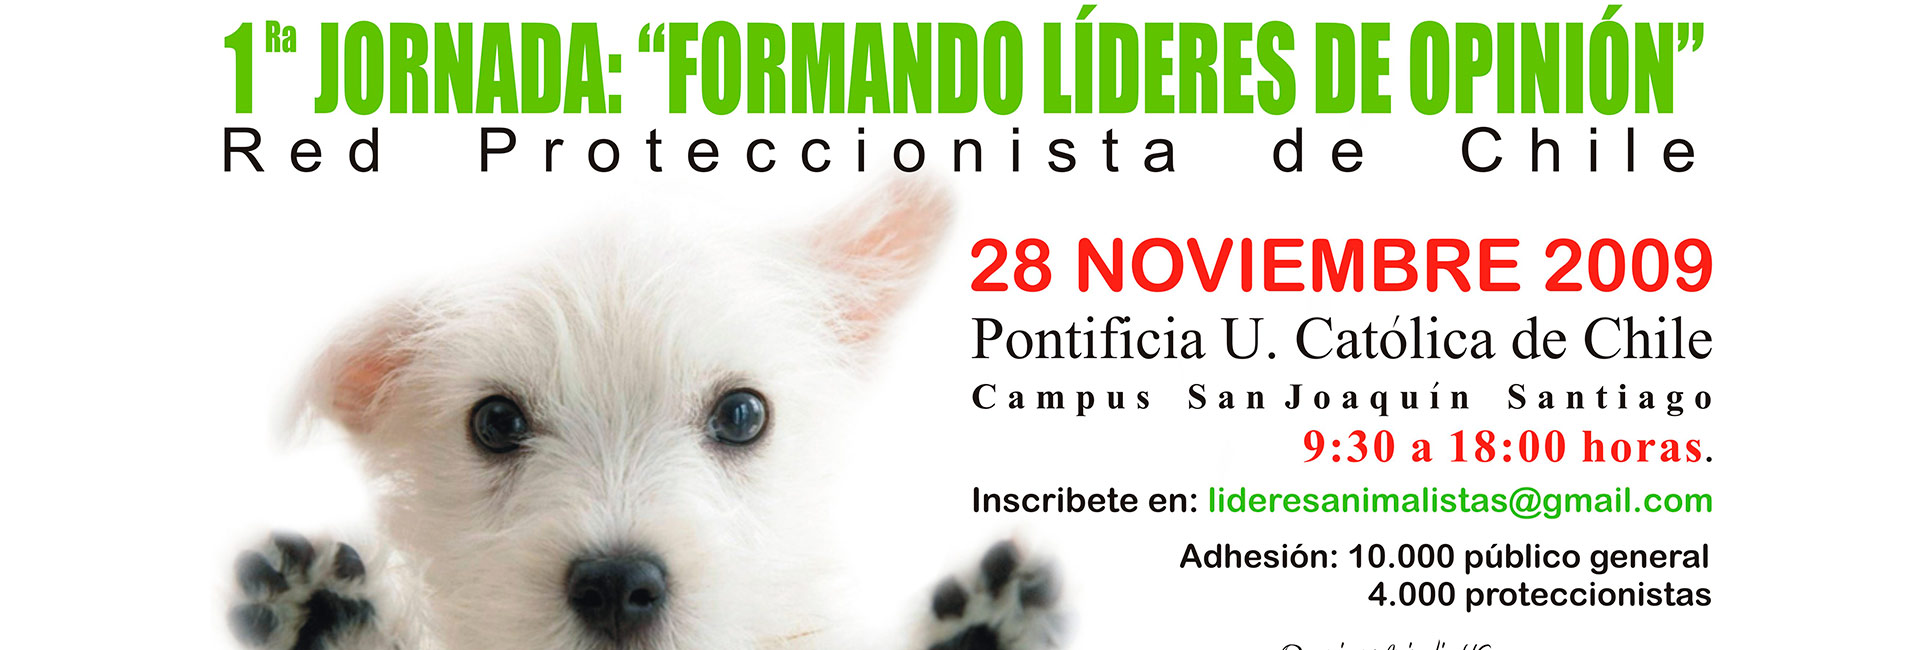 1Ra JORNADA: “FORMANDO LÍDERES DE OPINIÓN”
Red Proteccionista de Chile
28 NOVIEMBRE 2009
Pontificia U. Católica de Chile
Campus San Joaquín Santiago
9:30 a 18:00 horas.
Inscribete en: lideresanimalistas@gmail.com
Adhesión: 10.000 público general
4.000 proteccionistas